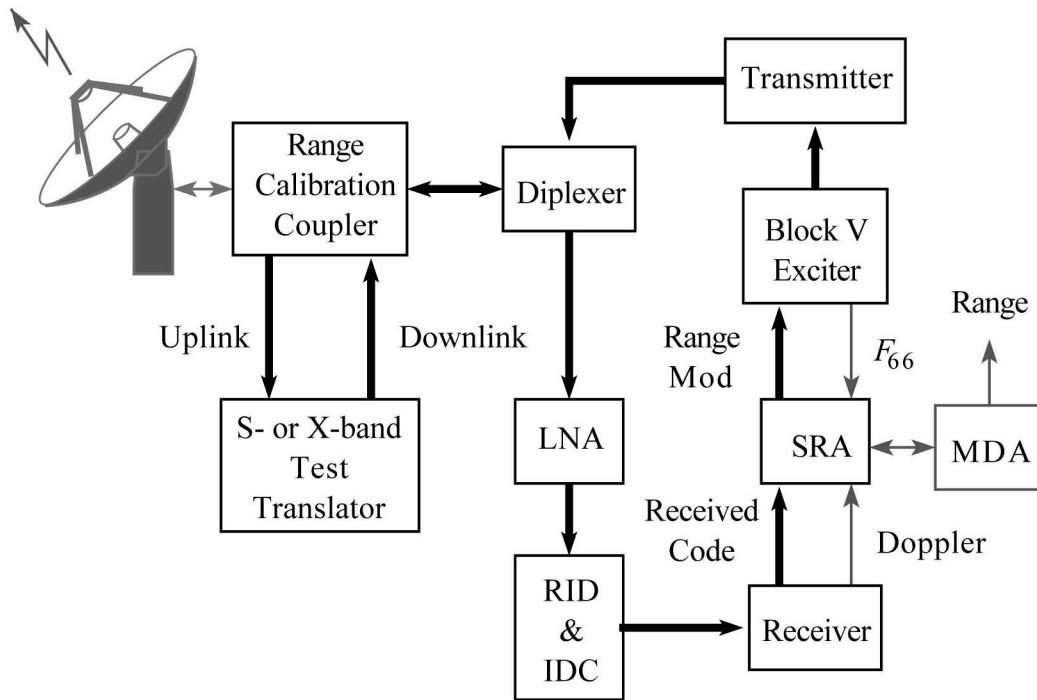 Transmitter
Range
Calibration
Coupler
Diplexer
Block V
Exciter
Range
Uplink
Downlink
Range
Mod
F66
S- or X-band
Test
Translator
LNA
SRA
MDA
Received
Code
Doppler
RID
&
IDC
Receiver